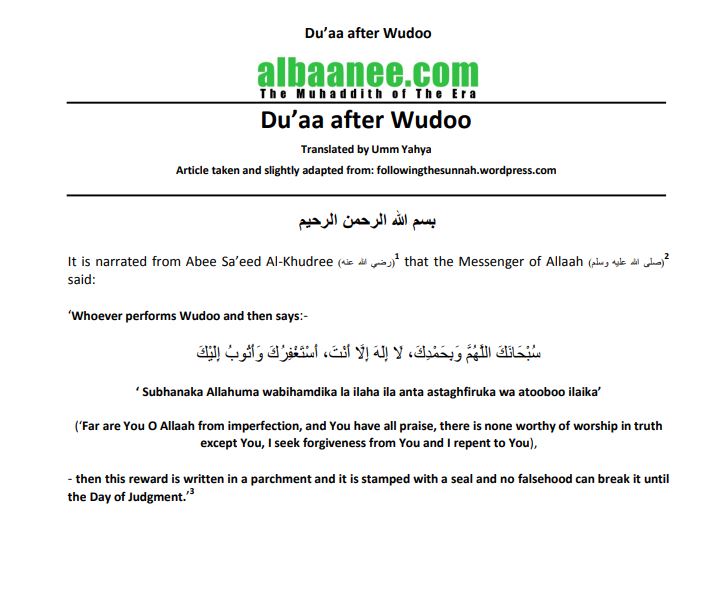 Du’aa after Wudoo
albaanee.com
The Muhaddith of The Era
Du’aa after Wudoo
Translated by Umm Yahya
Article taken and slightly adapted from: followingthesunnah.wordpress.com
بسم الله الرحمن الرحيم
It is narrated from Abee Sa’eed Al-Khudree (رضي الله عنه)1 that the Messenger of Allaah (صلى الله عليه وسلم)2
said:
‘Whoever performs Wudoo and then says:-
سُبْحَانَكَ اللَّهُمَّ وَبِحَمْدِكَ، لَا إِلَهَ إِلَّا أَنْتَ، أَسْتَغْفِرُكَ وَأَتُوبُ إِلَيْكَ
‘ Subhanaka Allahuma wabihamdika la ilaha ila anta astaghfiruka wa atooboo ilaika’
(‘Far are You O Allaah from imperfection, and You have all praise, there is none worthy of worship in truth
except You, I seek forgiveness from You and I repent to You),
- then this reward is written in a parchment and it is stamped with a seal and no falsehood can break it until
the Day of Judgment.’3